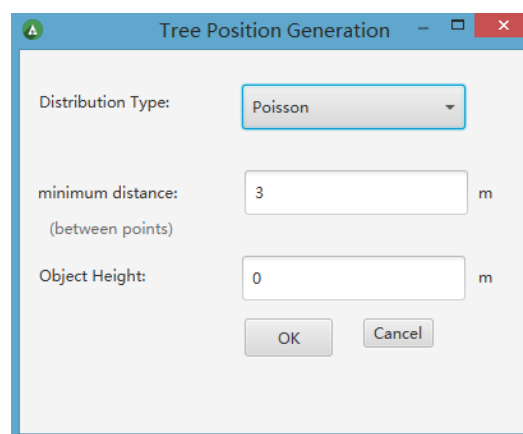 Tree Position Generation
Distribution Type:
Poisson
minimum distance:
3
m
(between points)
Object Height:
0
m
OK
Cancel